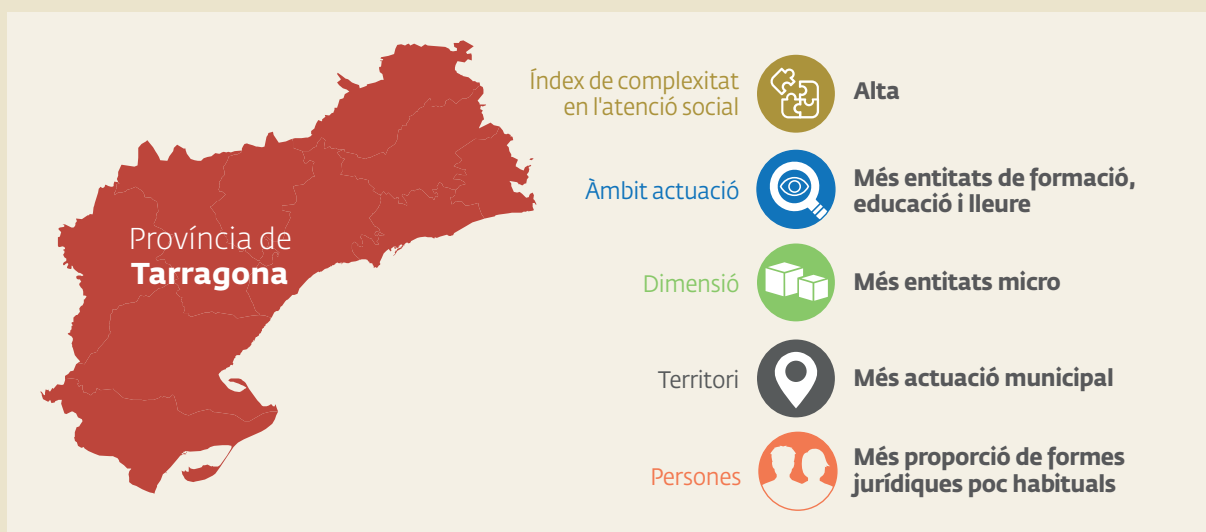 Província de
Tarragona
Índex de complexitat
en l'atenció social
Alta
Àmbit actuació
Més entitats de formació,
educació i lleure
Dimensió
Més entitats micro
Territori
Més actuació municipal
Persones
Més proporció de formes
jurídiques poc habituals